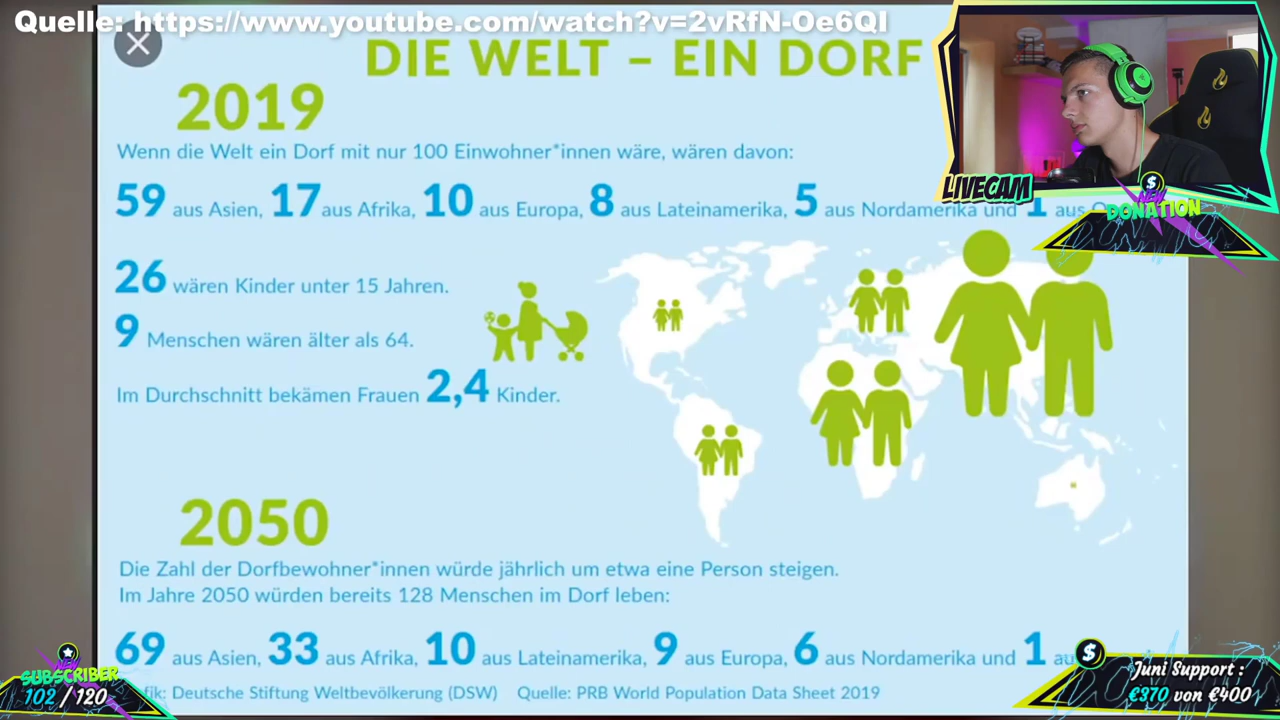 Quelle: https://www.youtube.com/watch?v=2vRfN-Oe6QI
DIE WELT – EIN DORF
2019
Wenn die Welt ein Dorf mit nur 100 Einwohner*innen wäre, wären davon:
59 aus Asien, 17 aus Afrika, 10 aus Europa, 8 aus Lateinamerika, 5 aus Nordamerika und 1 aus
26 wären Kinder unter 15 Jahren.
9 Menschen wären älter als 64.
Im Durchschnitt bekämen Frauen 2,4 Kinder.
2050
Die Zahl der Dorfbewohner*innen würde jährlich um etwa eine Person steigen.
Im Jahre 2050 würden bereits 128 Menschen im Dorf leben:
69 aus Asien, 33 aus Afrika, 10 aus Lateinamerika, 9 aus Europa, 6 aus Nordamerika und 1
Deutsche Stiftung Weltbevölkerung (DSW) Quelle: PRB World Population Data Sheet 2019
LIVECAM
NEW
DONATION
NEW
SUBSCRIBER
102 / 120
Juni Support :
€370 von €400